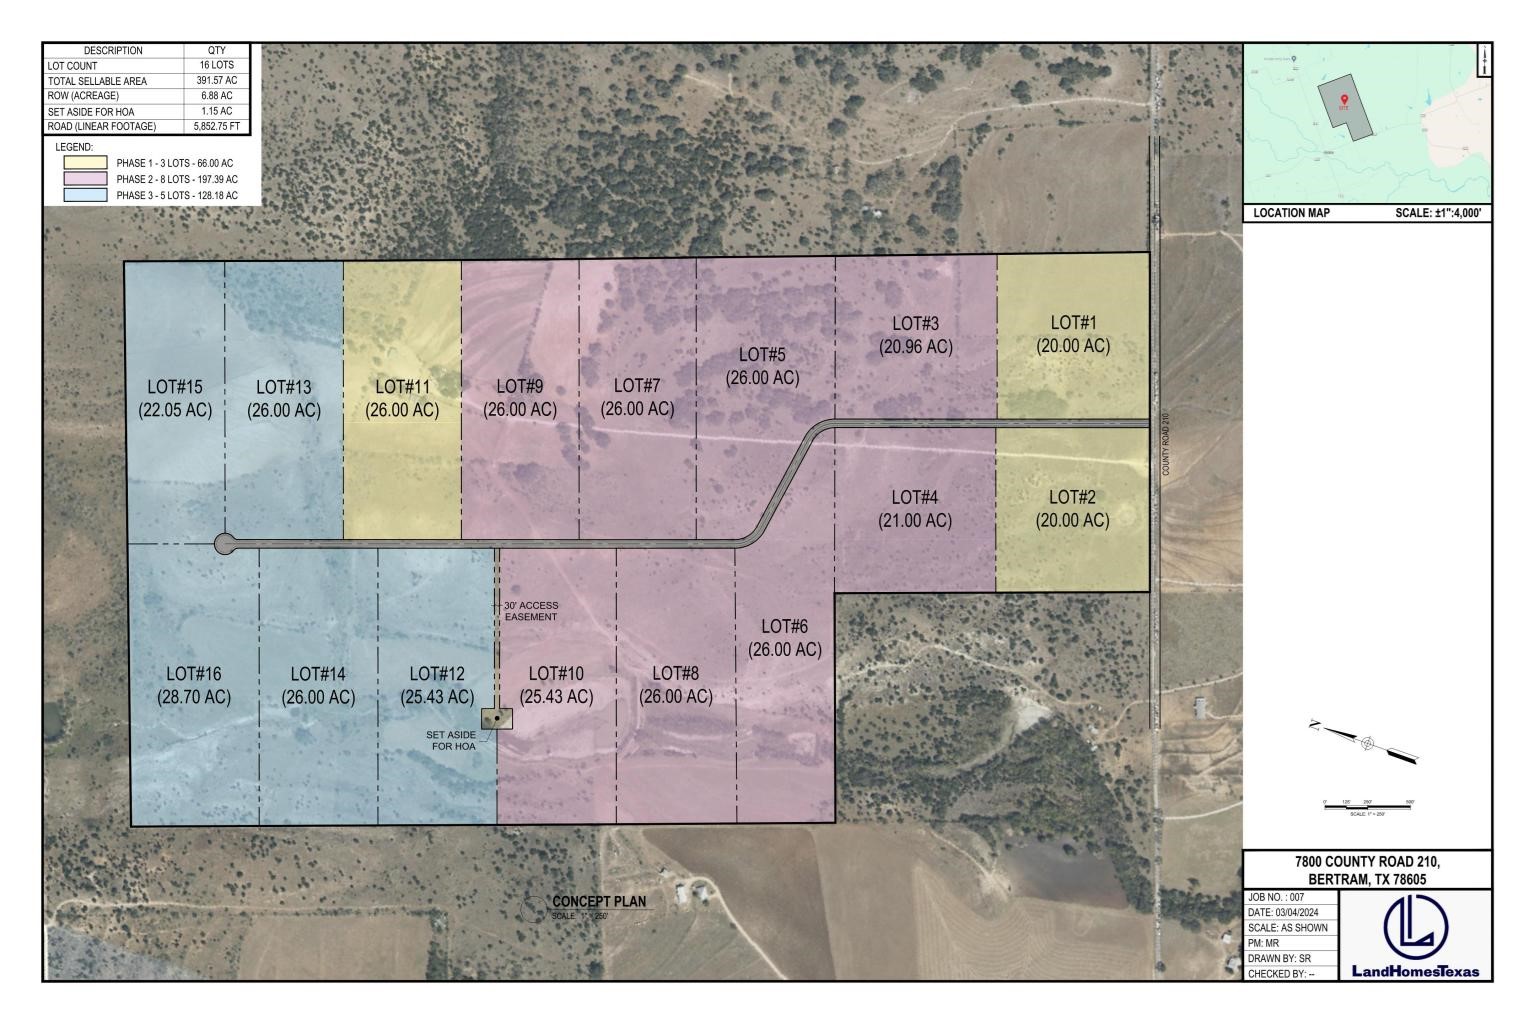 DESCRIPTION QTY
LOT COUNT 16 LOTS
TOTAL SELLABLE AREA 391.57 AC
ROW (ACREAGE) 6.88 AC
SET ASIDE FOR HOA 1.15 AC
ROAD (LINEAR FOOTAGE) 5,852.75 FT
LEGEND:
PHASE 1 - 3 LOTS - 66.00 AC
PHASE 2 - 8 LOTS - 197.39 AC
PHASE 3 - 5 LOTS - 128.18 AC
SITE
LOCATION MAP SCALE: ±1":4,000'
LOT#15
(22.05 AC)
LOT#13
(26.00 AC)
LOT#11
(26.00 AC)
LOT#9
(26.00 AC)
LOT#7
(26.00 AC)
LOT#5
(26.00 AC)
LOT#3
(20.96 AC)
LOT#1
(20.00 AC)
COUNTY ROAD 210
LOT#4
(21.00 AC)
LOT#2
(20.00 AC)
30' ACCESS
EASEMENT
LOT#16
(28.70 AC)
LOT#14
(26.00 AC)
LOT#12
(25.43 AC)
LOT#10
(25.43 AC)
LOT#8
(26.00 AC)
LOT#6
(26.00 AC)
SET ASIDE
FOR HOA
N
0' 125' 250' 500'
SCALE: 1" = 250'
CONCEPT PLAN
SCALE: 1" = 250'
7800 COUNTY ROAD 210,
BERTRAM, TX 78605
JOB NO. : 007
DATE: 03/04/2024
SCALE: AS SHOWN
PM: MR
DRAWN BY: SR
CHECKED BY: --
LandHomesTexas